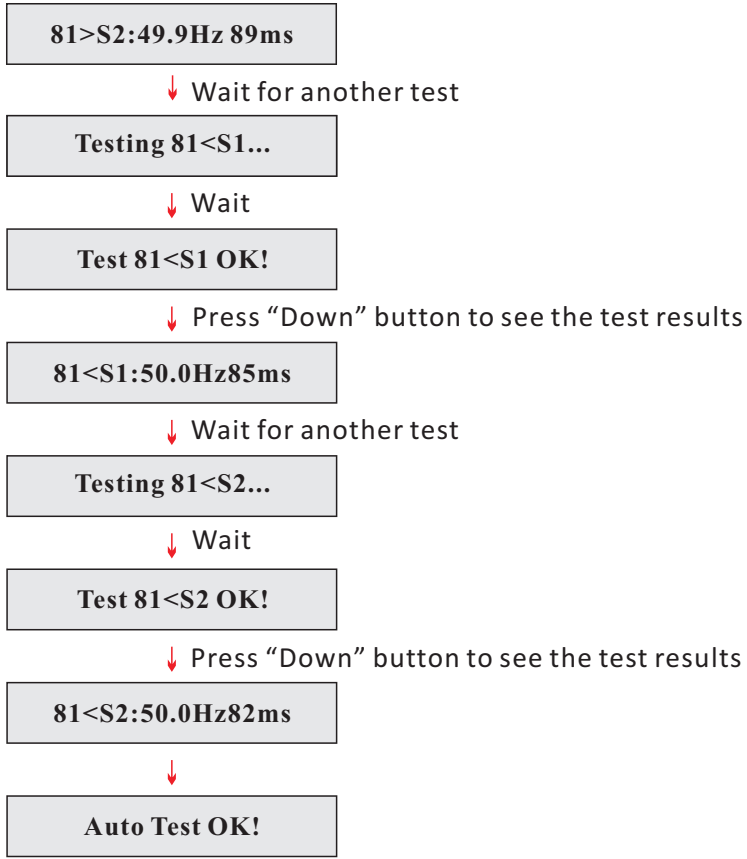 81>S2:49.9Hz 89ms
Wait for another test
Testing 81<S1...
Wait
Test 81<S1 OK!
Press “Down” button to see the test results
81<S1:50.0Hz85ms
Wait for another test
Testing 81<S2...
Wait
Test 81<S2 OK!
Press “Down” button to see the test results
81<S2:50.0Hz82ms
Auto Test OK!